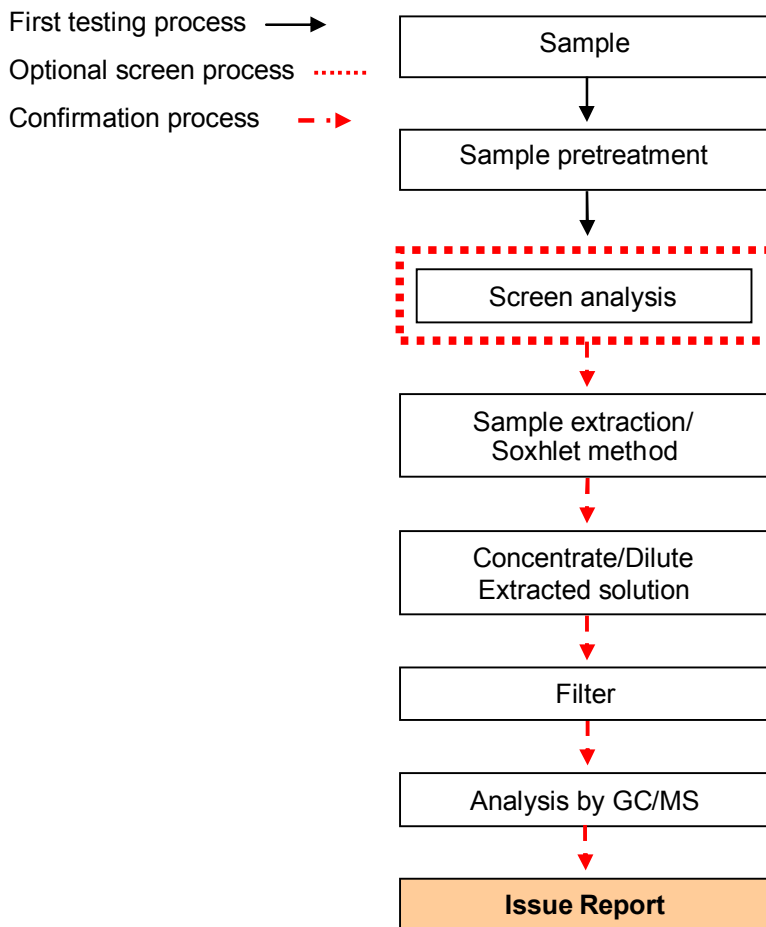 First testing process
Optional screen process
Confirmation process
Sample
Sample pretreatment
Screen analysis
Sample extraction/
Soxhlet method
Concentrate/Dilute
Extracted solution
Filter
Analysis by GC/MS
Issue Report